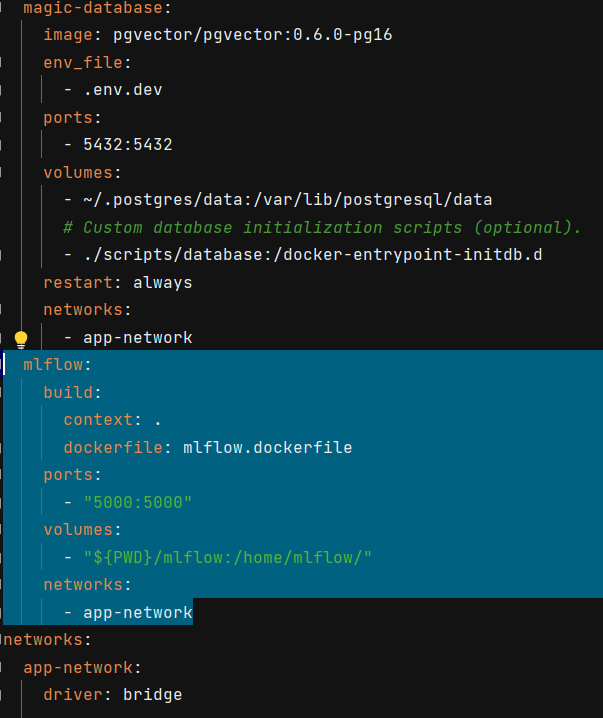 magic-database:
image: pgvector/pgvector:0.6.0-pg16
env_file:
- .env.dev
ports:
- 5432:5432
volumes:
- ~/.postgres/data:/var/lib/postgresql/data
# Custom database initialization scripts (optional).
- ./scripts/database:/docker-entrypoint-initdb.d
restart: always
networks:
- app-network
mlflow:
build:
context: .
dockerfile: mlflow.dockerfile
ports:
- "5000:5000"
volumes:
- "${PWD}/mlflow:/home/mlflow/"
networks:
- app-network
networks:
app-network:
driver: bridge